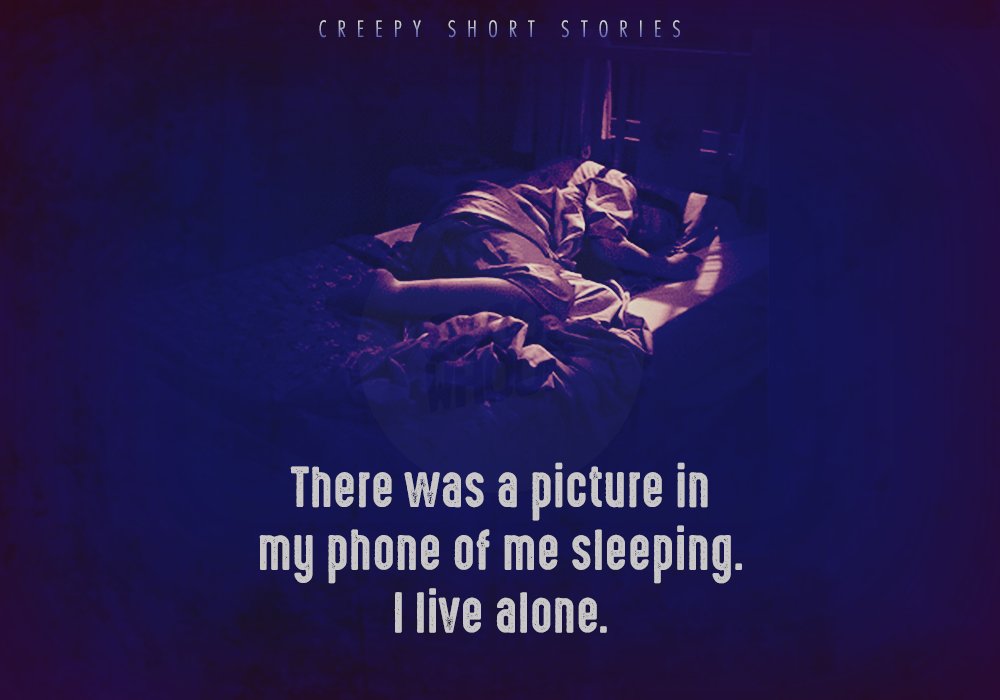 CREEPY SHORT STORIES
There was a picture in
my phone of me sleeping.
I live alone.